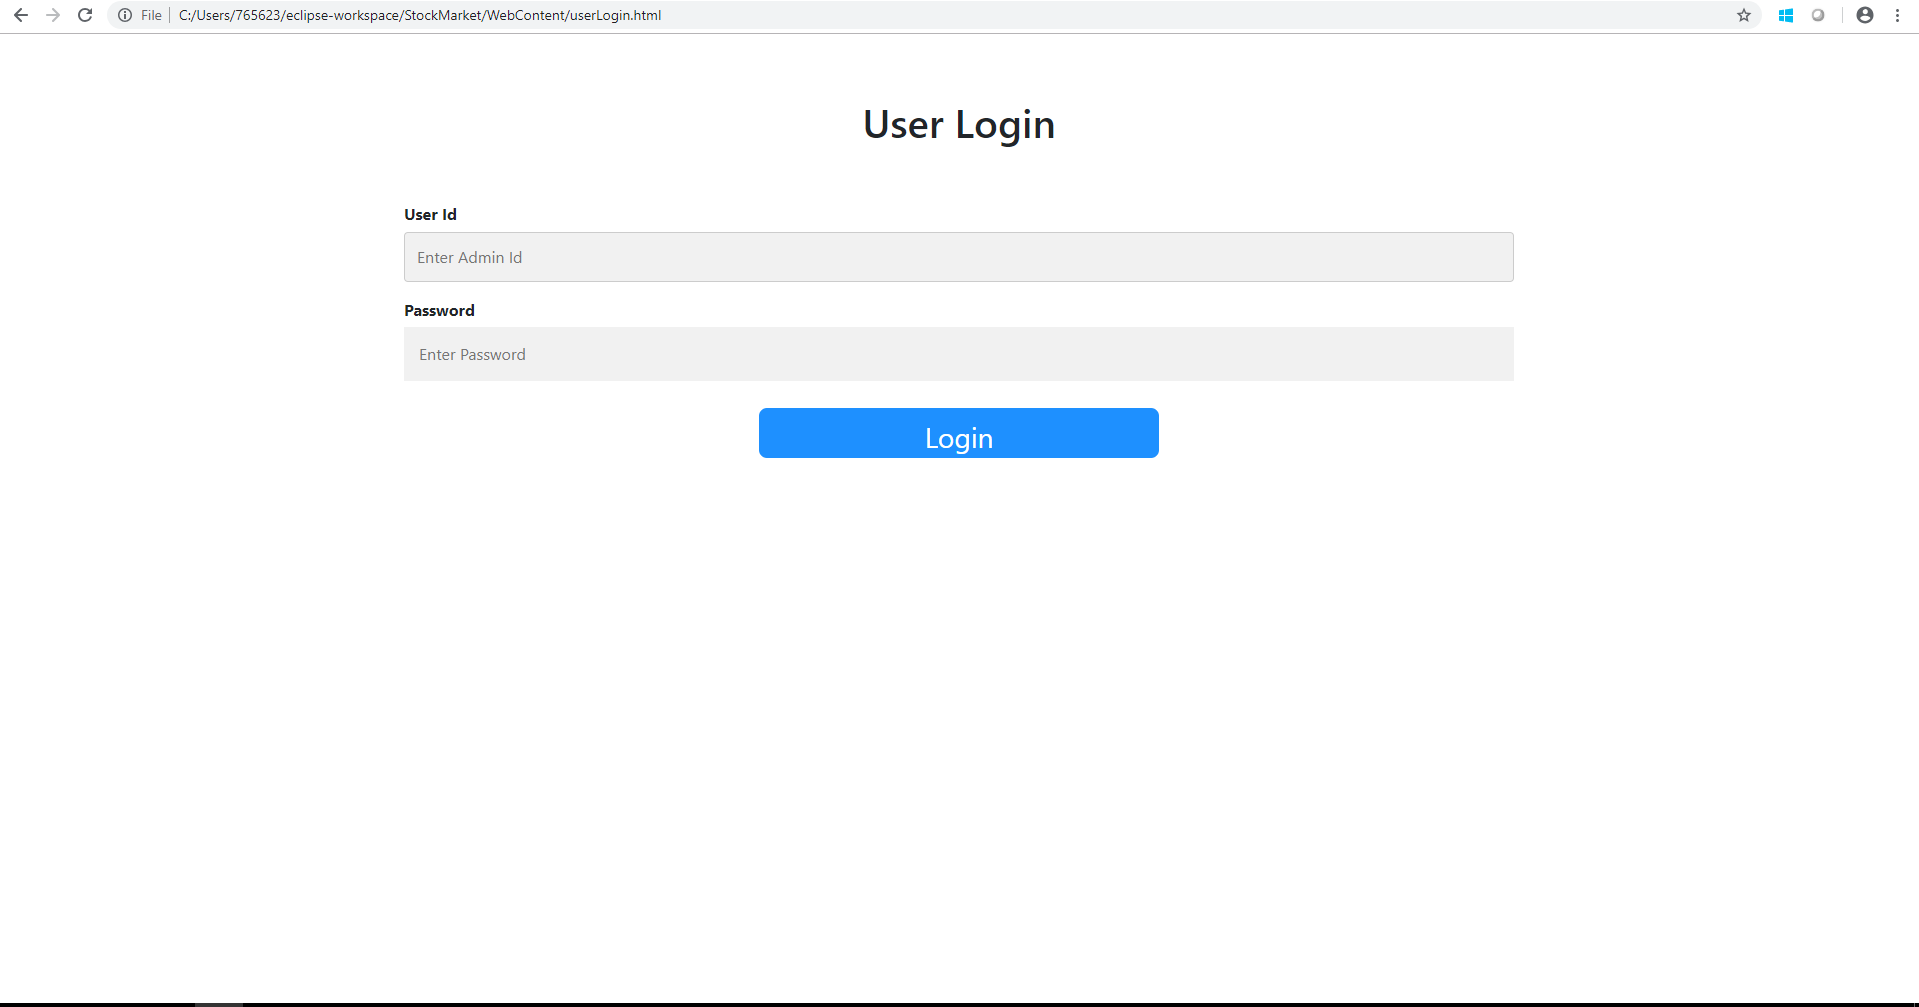 File C:/Users/765623/eclipse-workspace/StockMarket/WebContent/userLogin.html
User Login
User Id
Enter Admin Id
Password
Enter Password
Login